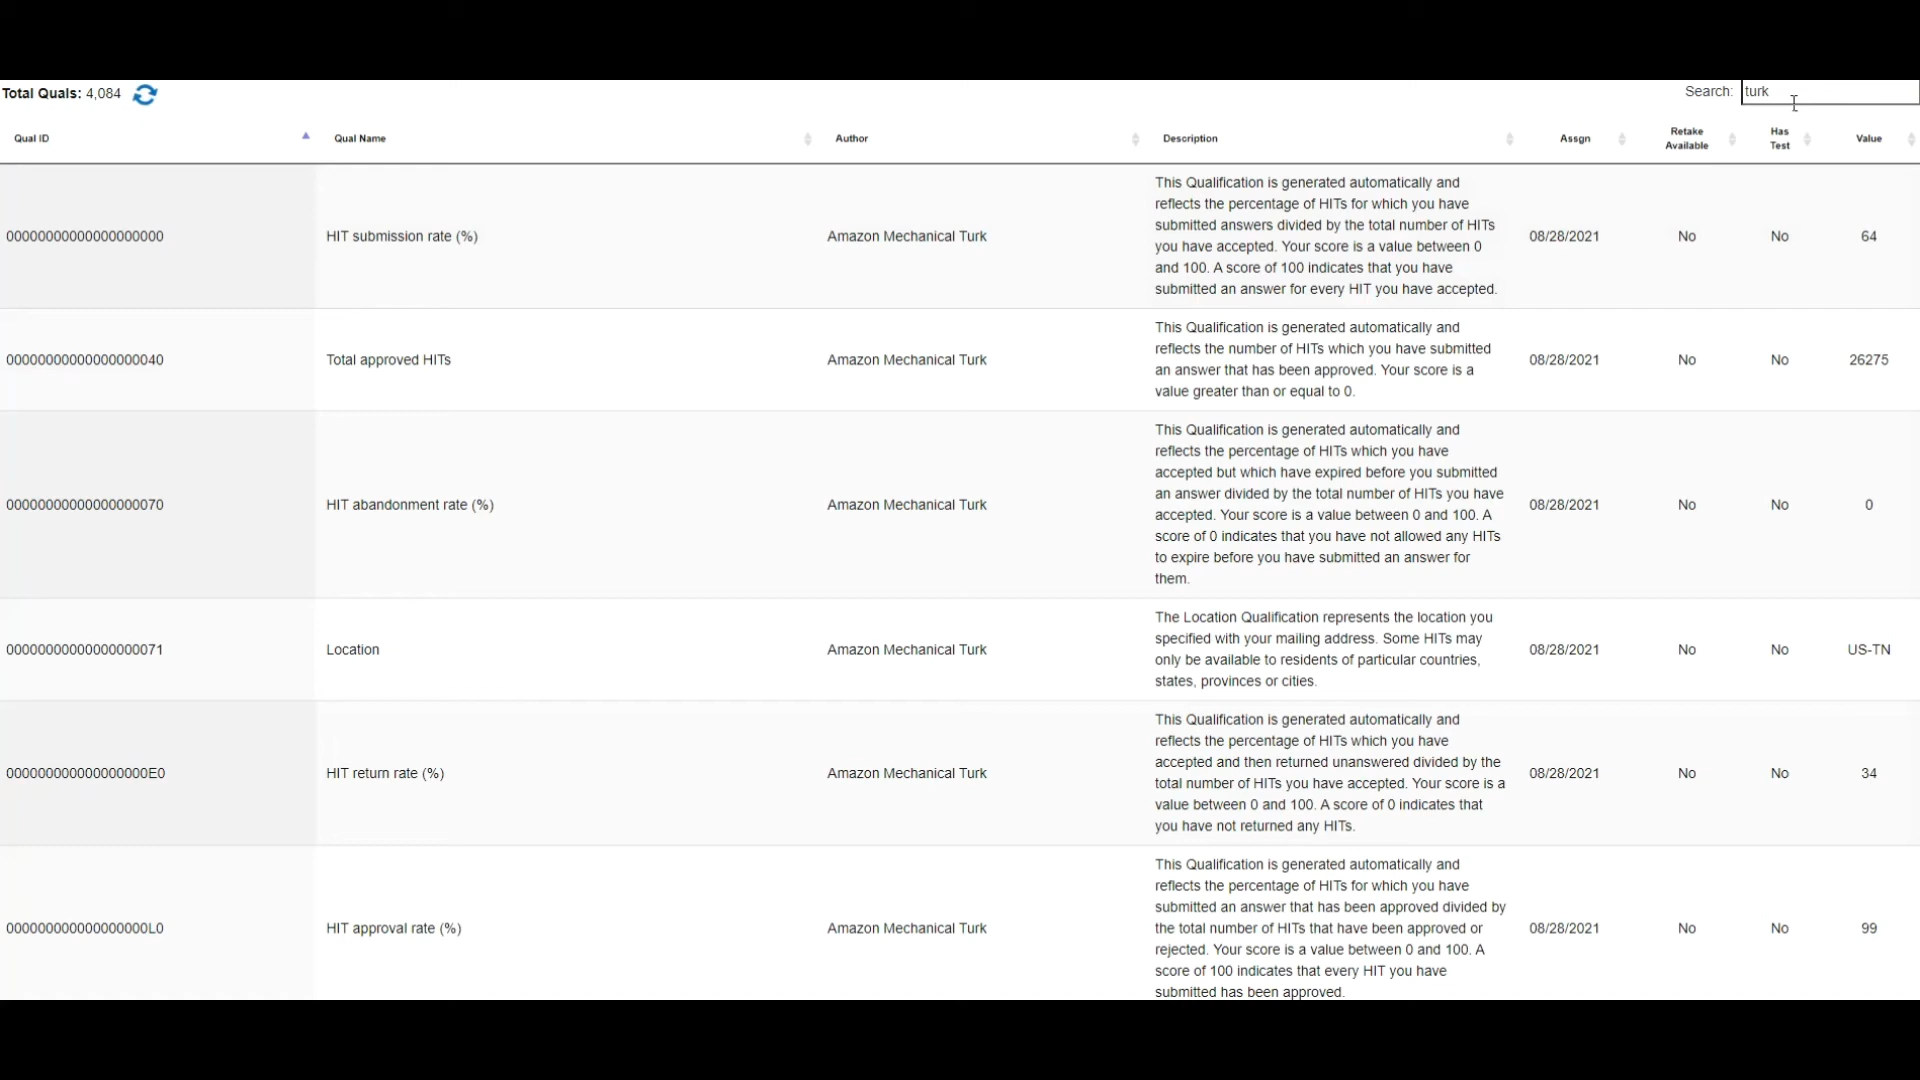 Total Quals: 4,084
Search: turk
Qual ID Qual Name Author Description Assgn Retake Available Has Test Value
00000000000000000000 HIT submission rate (%) Amazon Mechanical Turk 08/28/2021 No No 64
This Qualification is generated automatically and
reflects the percentage of HITs for which you have
submitted answers divided by the total number of HITs
you have accepted. Your score is a value between 0
and 100. A score of 100 indicates that you have
submitted an answer for every HIT you have accepted.
00000000000000000040 Total approved HITs Amazon Mechanical Turk 08/28/2021 No No 26275
This Qualification is generated automatically and
reflects the number of HITs which you have submitted
an answer that has been approved. Your score is a
value greater than or equal to 0.
00000000000000000070 HIT abandonment rate (%) Amazon Mechanical Turk 08/28/2021 No No 0
This Qualification is generated automatically and
reflects the percentage of HITs which you have
accepted but which have expired before you submitted
an answer divided by the total number of HITs you have
accepted. Your score is a value between 0 and 100. A
score of 0 indicates that you have not allowed any HITs
to expire before you have submitted an answer for
them.
00000000000000000071 Location Amazon Mechanical Turk 08/28/2021 No No US-TN
The Location Qualification represents the location you
specified with your mailing address. Some HITs may
only be available to residents of particular countries,
states, provinces or cities.
000000000000000000E0 HIT return rate (%) Amazon Mechanical Turk 08/28/2021 No No 34
This Qualification is generated automatically and
reflects the percentage of HITs which you have
accepted and then returned unanswered divided by the
total number of HITs you have accepted. Your score is a
value between 0 and 100. A score of 0 indicates that
you have not returned any HITs.
000000000000000000L0 HIT approval rate (%) Amazon Mechanical Turk 08/28/2021 No No 99
This Qualification is generated automatically and
reflects the percentage of HITs for which you have
submitted an answer that has been approved divided by
the total number of HITs that have been approved or
rejected. Your score is a value between 0 and 100. A
score of 100 indicates that every HIT you have
submitted has been approved.